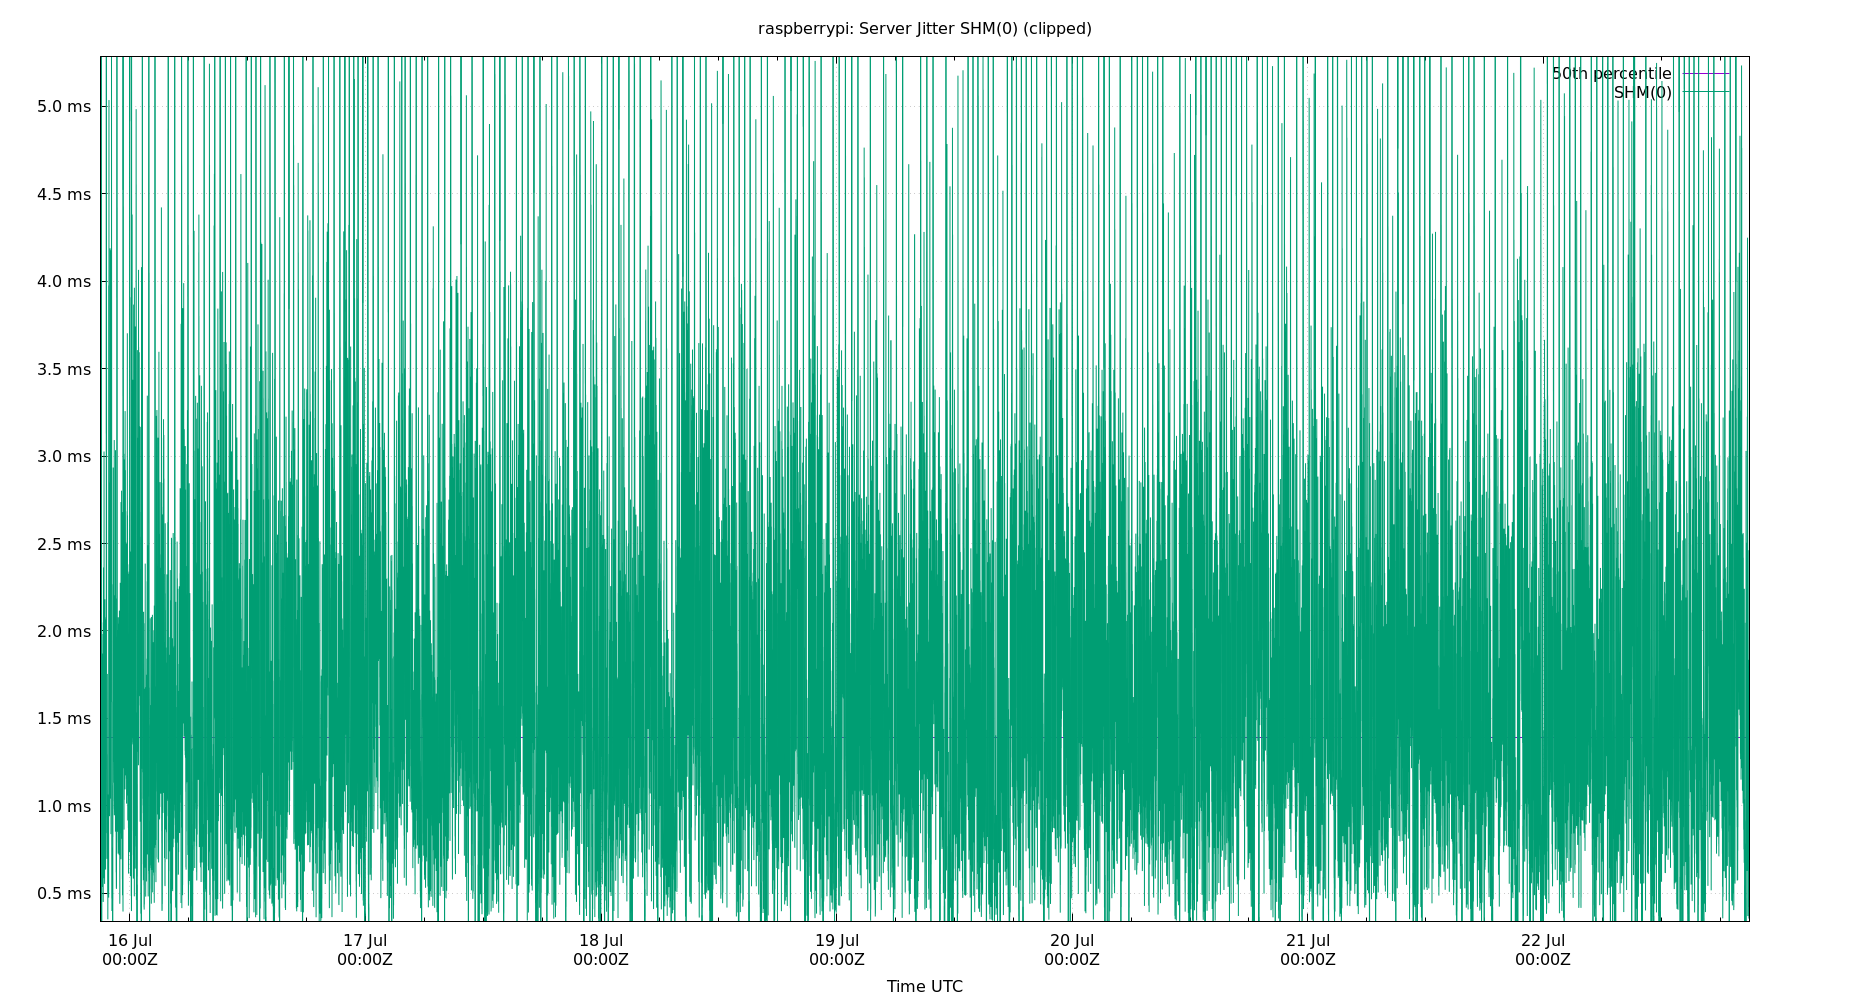 raspberrypi: Server Jitter SHM(0) (clipped)
50th percentile
SHM(0)
5.0 ms
4.5 ms
4.0 ms
3.5 ms
3.0 ms
2.5 ms
2.0 ms
1.5 ms
1.0 ms
0.5 ms
16 Jul 17 Jul 18 Jul 19 Jul 20 Jul 21 Jul 22 Jul
00:00Z 00:00Z 00:00Z 00:00Z 00:00Z 00:00Z 00:00Z
Time UTC